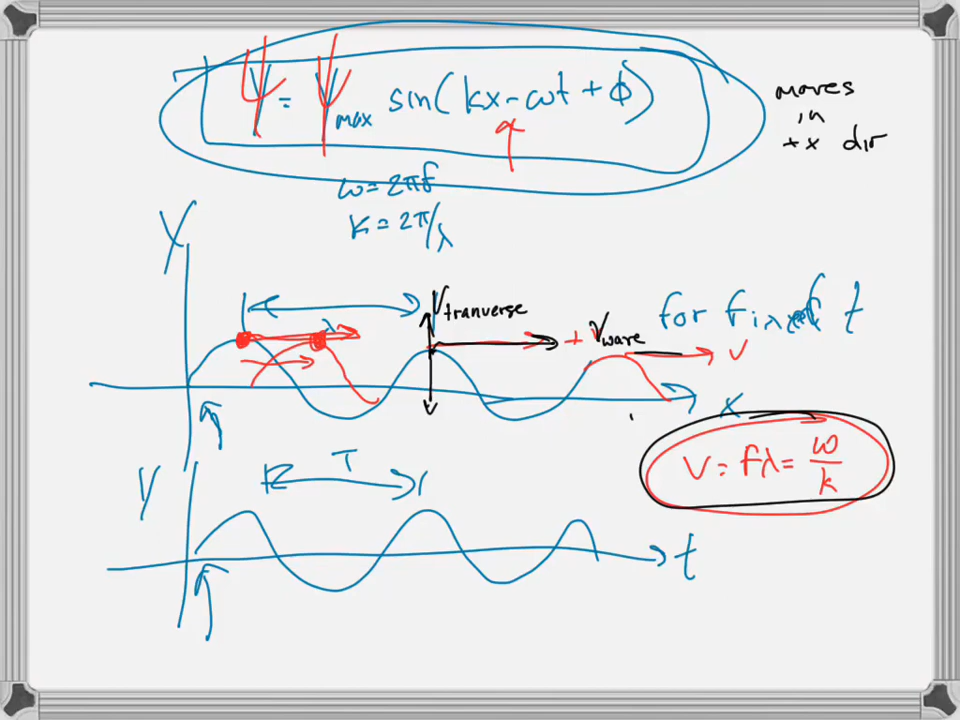 Ψ = Ψmax sin(kx - ωt + φ)
moves
in
+x dir
ω = 2πf
k = 2π/λ
y
λ
Vtranverse
+
Vwave
for fixed t
v
x
v = fλ = ω/k
y
T
t